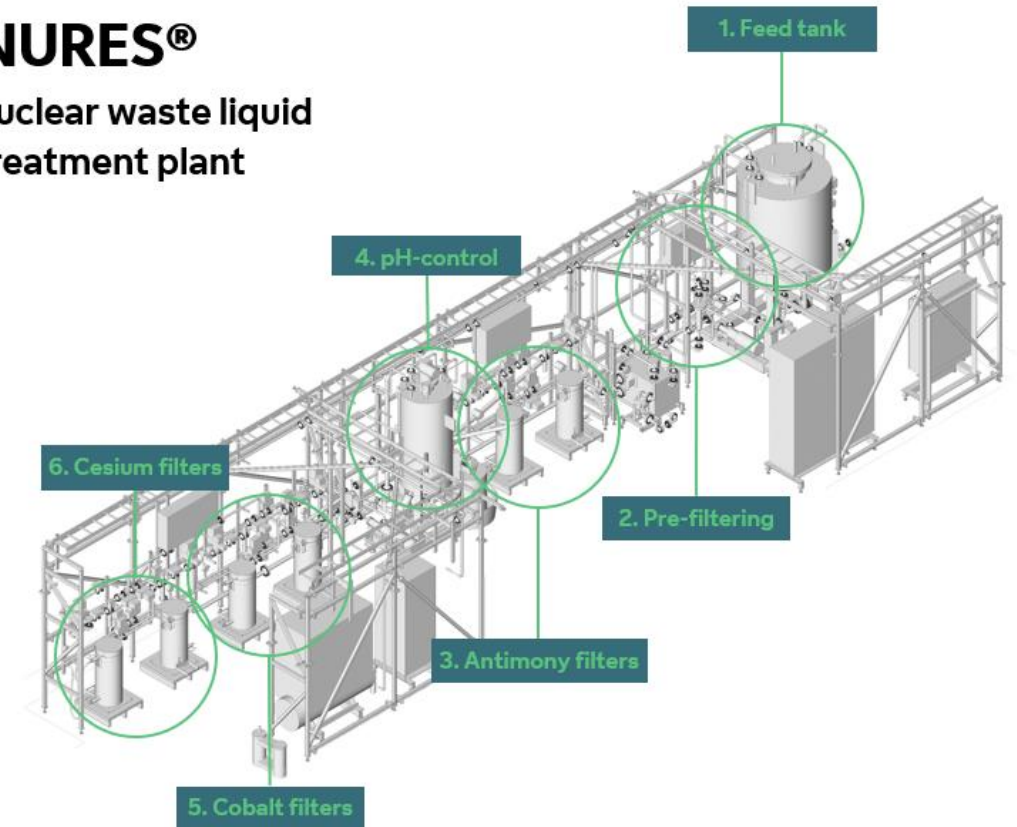 NURES®
uclear waste liquid
reatment plant
1. Feed tank
4. pH-control
6. Cesium filters
2. Pre-filtering
3. Antimony filters
5. Cobalt filters